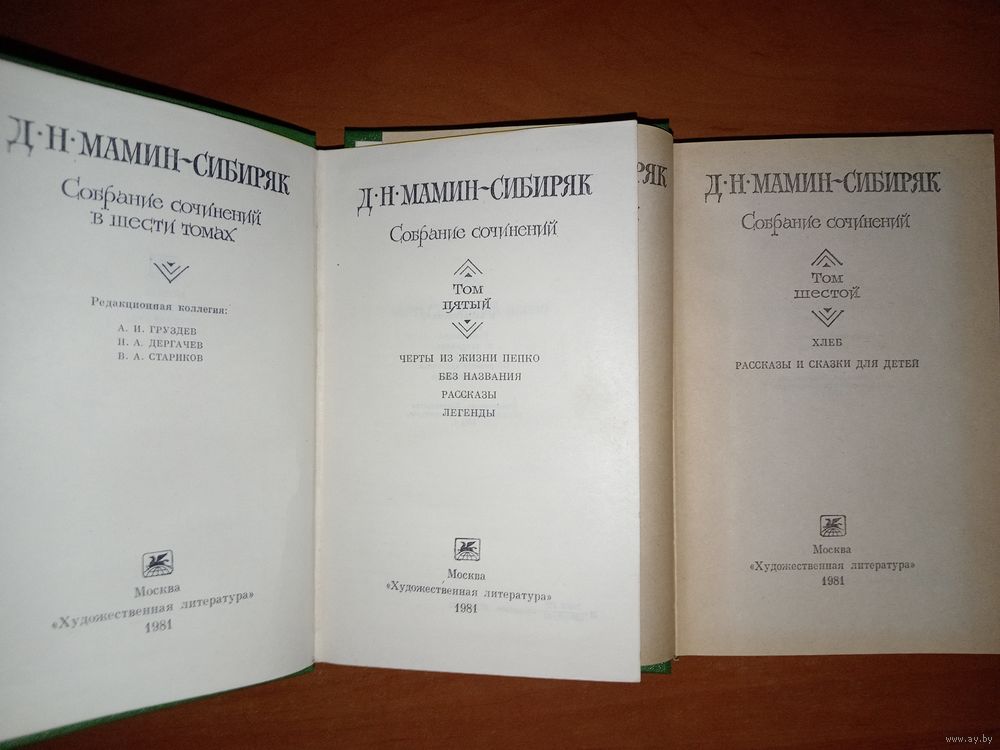 Д·Н·МАМИН-СИБИРЯК
Собрание сочинений
в шести томах
Редакционная коллегия:
А. И. ГРУЗДЕВ
И. А. ДЕРГАЧЕВ
В. А. СТАРИКОВ
Москва
«Художественная литература»
1981
Д·Н·МАМИН-СИБИРЯК
Собрание сочинений
Том
пятый
ЧЕРТЫ ИЗ ЖИЗНИ ПЕПКО
БЕЗ НАЗВАНИЯ
РАССКАЗЫ
ЛЕГЕНДЫ
Москва
«Художественная литература»
1981
РЯК
Д·Н·МАМИН-СИБИРЯК
Собрание сочинений
Том
шестой
ХЛЕБ
РАССКАЗЫ И СКАЗКИ ДЛЯ ДЕТЕЙ
Москва
«Художественная литература»
1981
www.ay.by